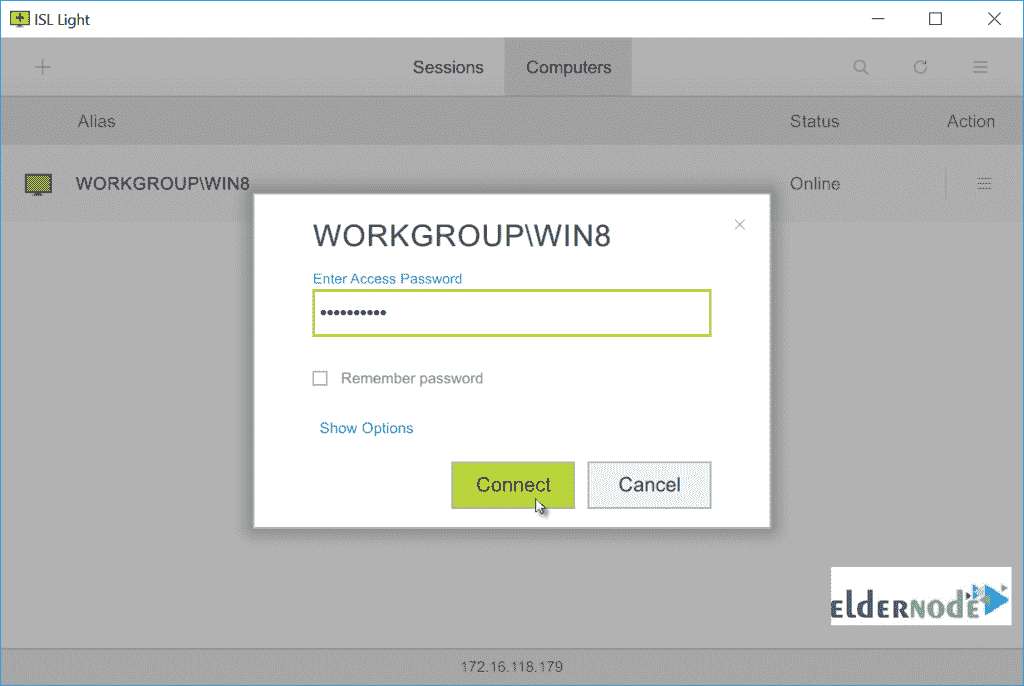 ISL Light
Sessions Computers
Alias Status Action
WORKGROUP\WIN8 Online
WORKGROUP\WIN8
Enter Access Password
••••••••••
Remember password
Show Options
Connect Cancel
elderNode
172.16.118.179